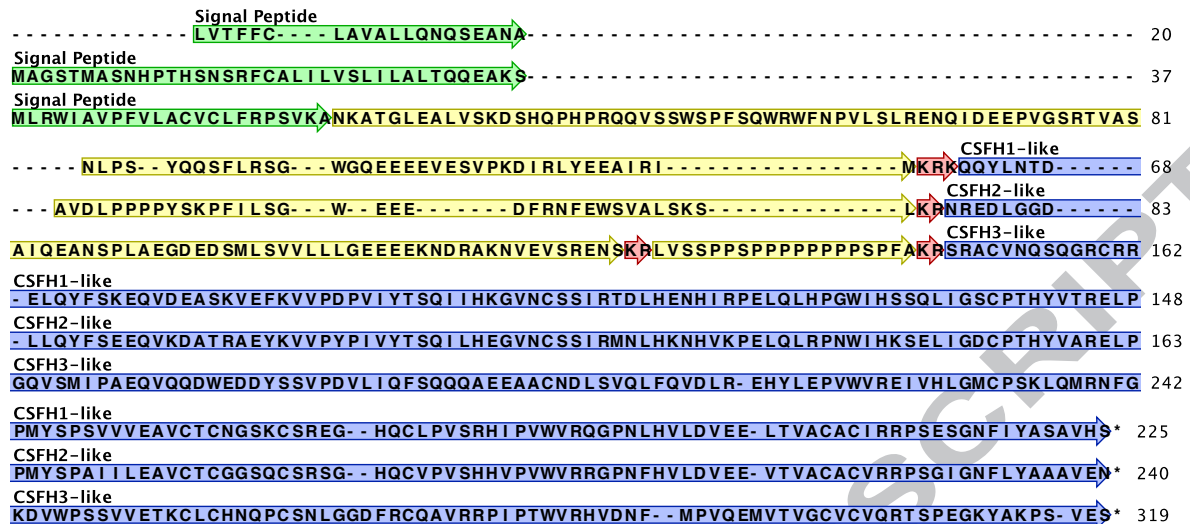 Signal Peptide
------------LVTFFC----LAVALLQNQSEANA-------------------------------------------- 20
Signal Peptide
MAGSTMASNHPTHSNSRFCALILVSLILALTQQEAKS-------------------------------------------- 37
Signal Peptide
MLRWIAVPFVLACVCLFRPSVKANKATGLEALVSKDSHQPHPRQQVSSWSPFSQWRWFNPVLSLRENQIDEEPVGSRTVAS 81
CSFH1-like
-----NLPS--YQQSFLRSG---WGQEEEEVESVPKDIRLYEEAIRI------------------MKRKQQYLNTD------ 68
CSFH2-like
---AVDLPPPPYSKPFILSG---W--EEE-------DFRNFEWSVALSKS---------------LKRNREDLGGD------ 83
CSFH3-like
AIQEANSPLAEGDEDSMLSVVLLLGEEEEKNDRAKNVEVSRENSKRLVSSPPSPPPPPPPPSPFAKRSRACVNQSQGRCRR 162
CSFH1-like
-ELQYFSKEQVDEASKVEFKVVPDPVIYTSQIIHKGVNCSSIRTDLHENHIRPELQLHPGWIHSSQLIGSCPTHYVTRELP 148
CSFH2-like
-LLQYFSEEQVKDATRAEYKVVPYPIVYTSQILHEGVNCSSIRMNLHKNHVKPELQLRPNWIHKSELIGDCPTHYVARELP 163
CSFH3-like
GQVSMIPAEQVQQDWEDDYSSVPDVLIQFSQQQAEEAACNDLSVQLFQVDLR-EHYLEPVWVREIVHLGMCPSKLQMRNFG 242
CSFH1-like
PMYSPSVVVEAVCTCNGSKCSREG--HQCLPVSRHIPVWVRQGPNLHVLDVEE-LTVACACIRRPSESGNFIYASAVHS* 225
CSFH2-like
PMYSPAIILEAVCTCGGSQCSRSG--HQCVPVSHHVPVWVRRGPNFHVLDVEE-VTVACACVRRPSGIGNFLYAAAVEN* 240
CSFH3-like
KDVWPSSVVETKCLCHNQPCSNLGGDFRCQAVRRPIPTWVRHVDNF--MPVQEMVTVGCVCVQRTSPEGKYAKPS-VES* 319